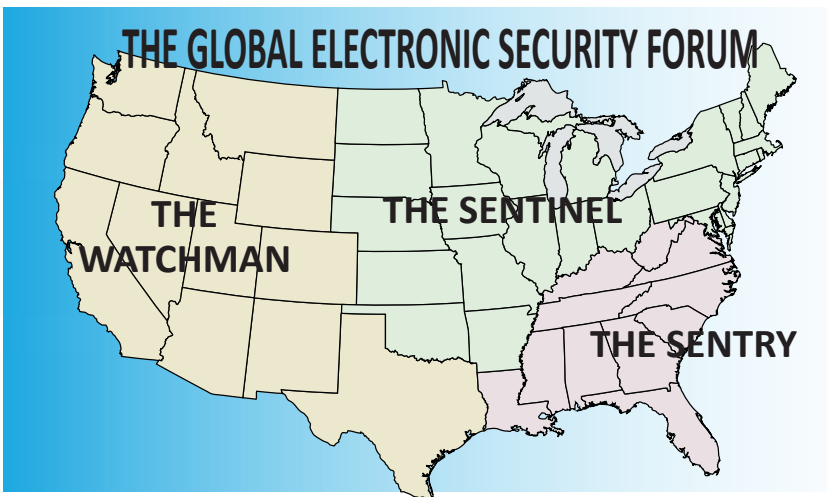 THE GLOBAL ELECTRONIC SECURITY FORUM
THE
WATCHMAN
THE SENTINEL
THE SENTRY